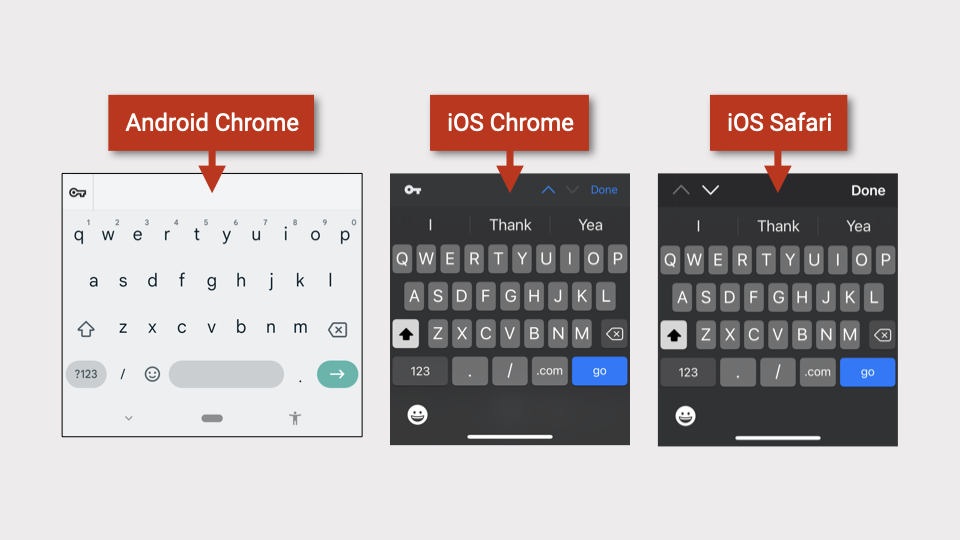 Android Chrome
1 2 3 4 5 6 7 8 9 0
q w e r t y u i o p
a s d f g h j k l
z x c v b n m
?123 / .
iOS Chrome
Done
I Thank Yea
Q W E R T Y U I O P
A S D F G H J K L
Z X C V B N M
123 . / .com go
iOS Safari
Done
I Thank Yea
Q W E R T Y U I O P
A S D F G H J K L
Z X C V B N M
123 . / .com go